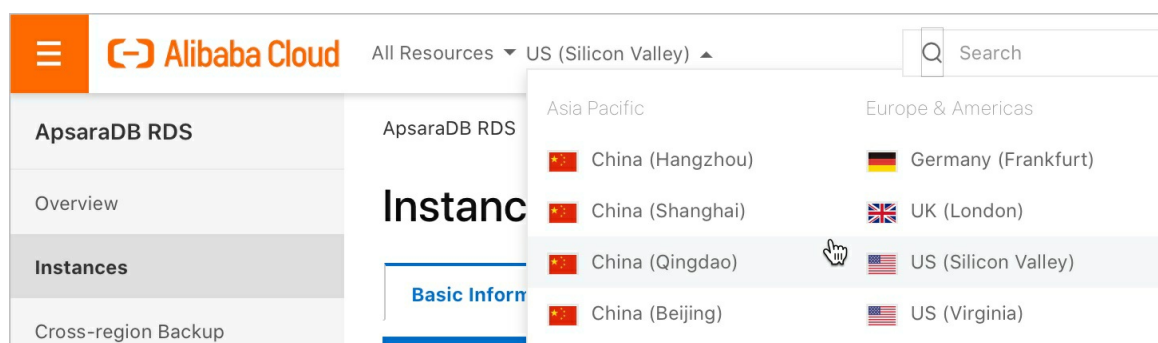 Alibaba Cloud All Resources US (Silicon Valley) Search
Asia Pacific Europe & Americas
ApsaraDB RDS ApsaraDB RDS
China (Hangzhou) Germany (Frankfurt)
Overview
Instanc China (Shanghai) UK (London)
Instances China (Qingdao) US (Silicon Valley)
Basic Inform
China (Beijing) US (Virginia)
Cross-region Backup